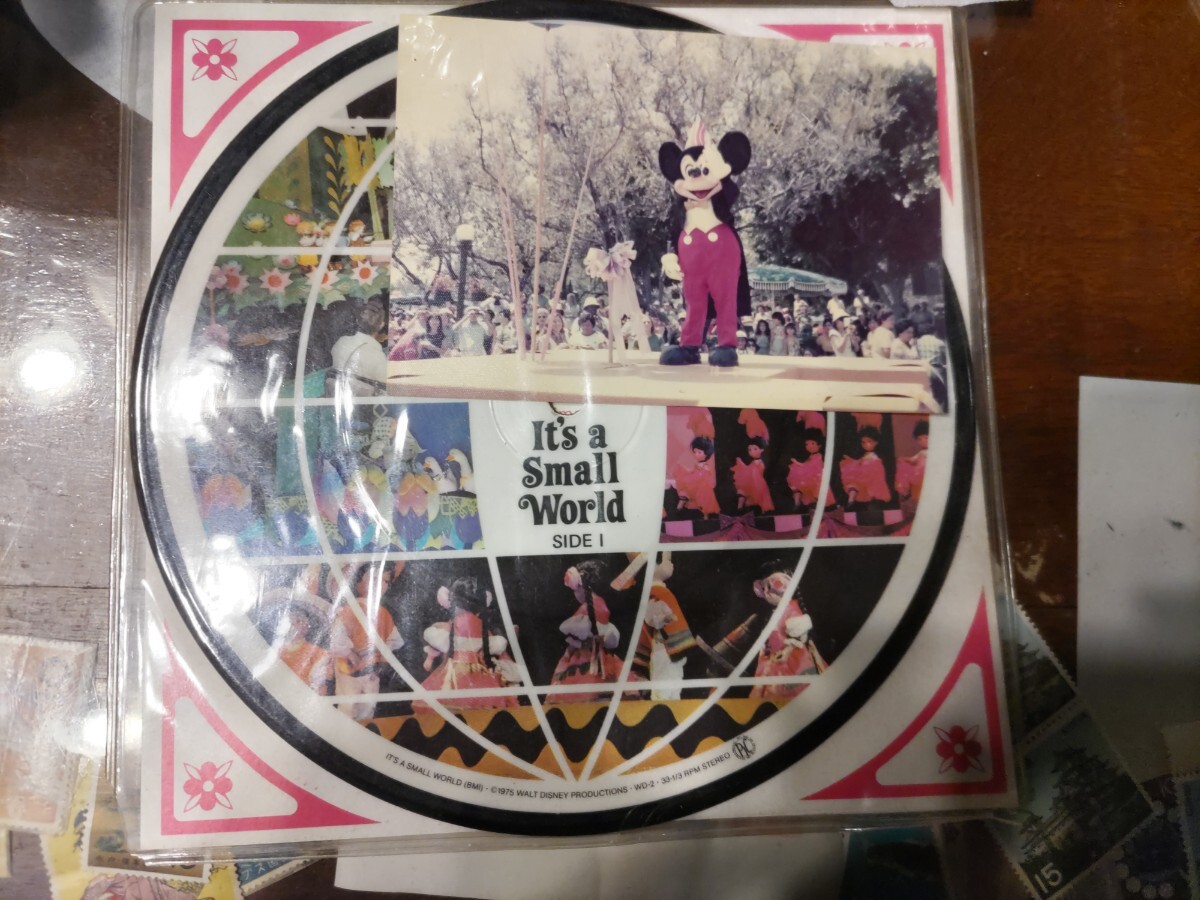 It's a
Small
World
SIDE I
IT'S A SMALL WORLD (BMI) · ©1975 WALT DISNEY PRODUCTIONS · WD-2 · 33-1/3 RPM STEREO
15